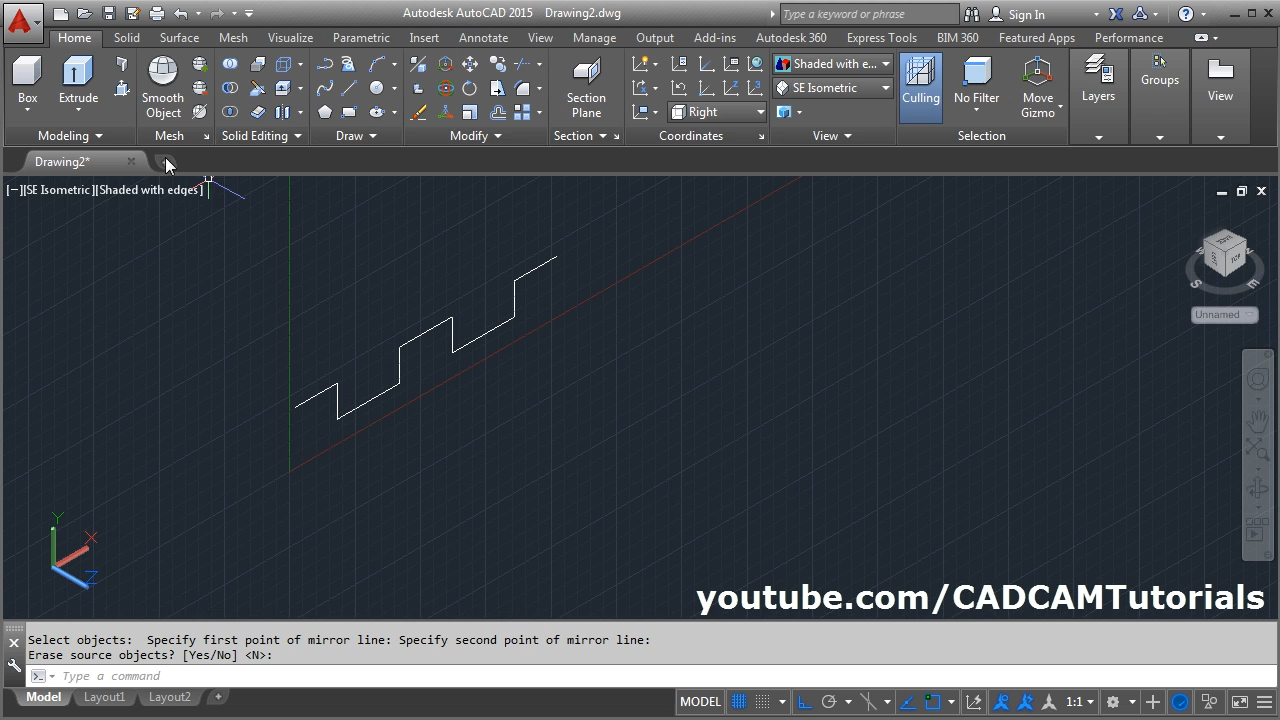 Autodesk AutoCAD 2015 Drawing2.dwg
Type a keyword or phrase
Sign In
Home Solid Surface Mesh Visualize Parametric Insert Annotate View Manage Output Add-ins Autodesk 360 Express Tools BIM 360 Featured Apps Performance
Box
Extrude
Smooth
Object
Section
Plane
Shaded with e...
SE Isometric
Right
Culling
No Filter
Move
Gizmo
Layers
Groups
View
Modeling Mesh Solid Editing Draw Modify Section Coordinates View Selection
Drawing2*
[−][SE Isometric][Shaded with edges]
S E
Unnamed
Y
X
Z
youtube.com/CADCAMTutorials
Select objects: Specify first point of mirror line: Specify second point of mirror line:
Erase source objects? [Yes/No] <N>:
Type a command
Model Layout1 Layout2 +
MODEL
1:1